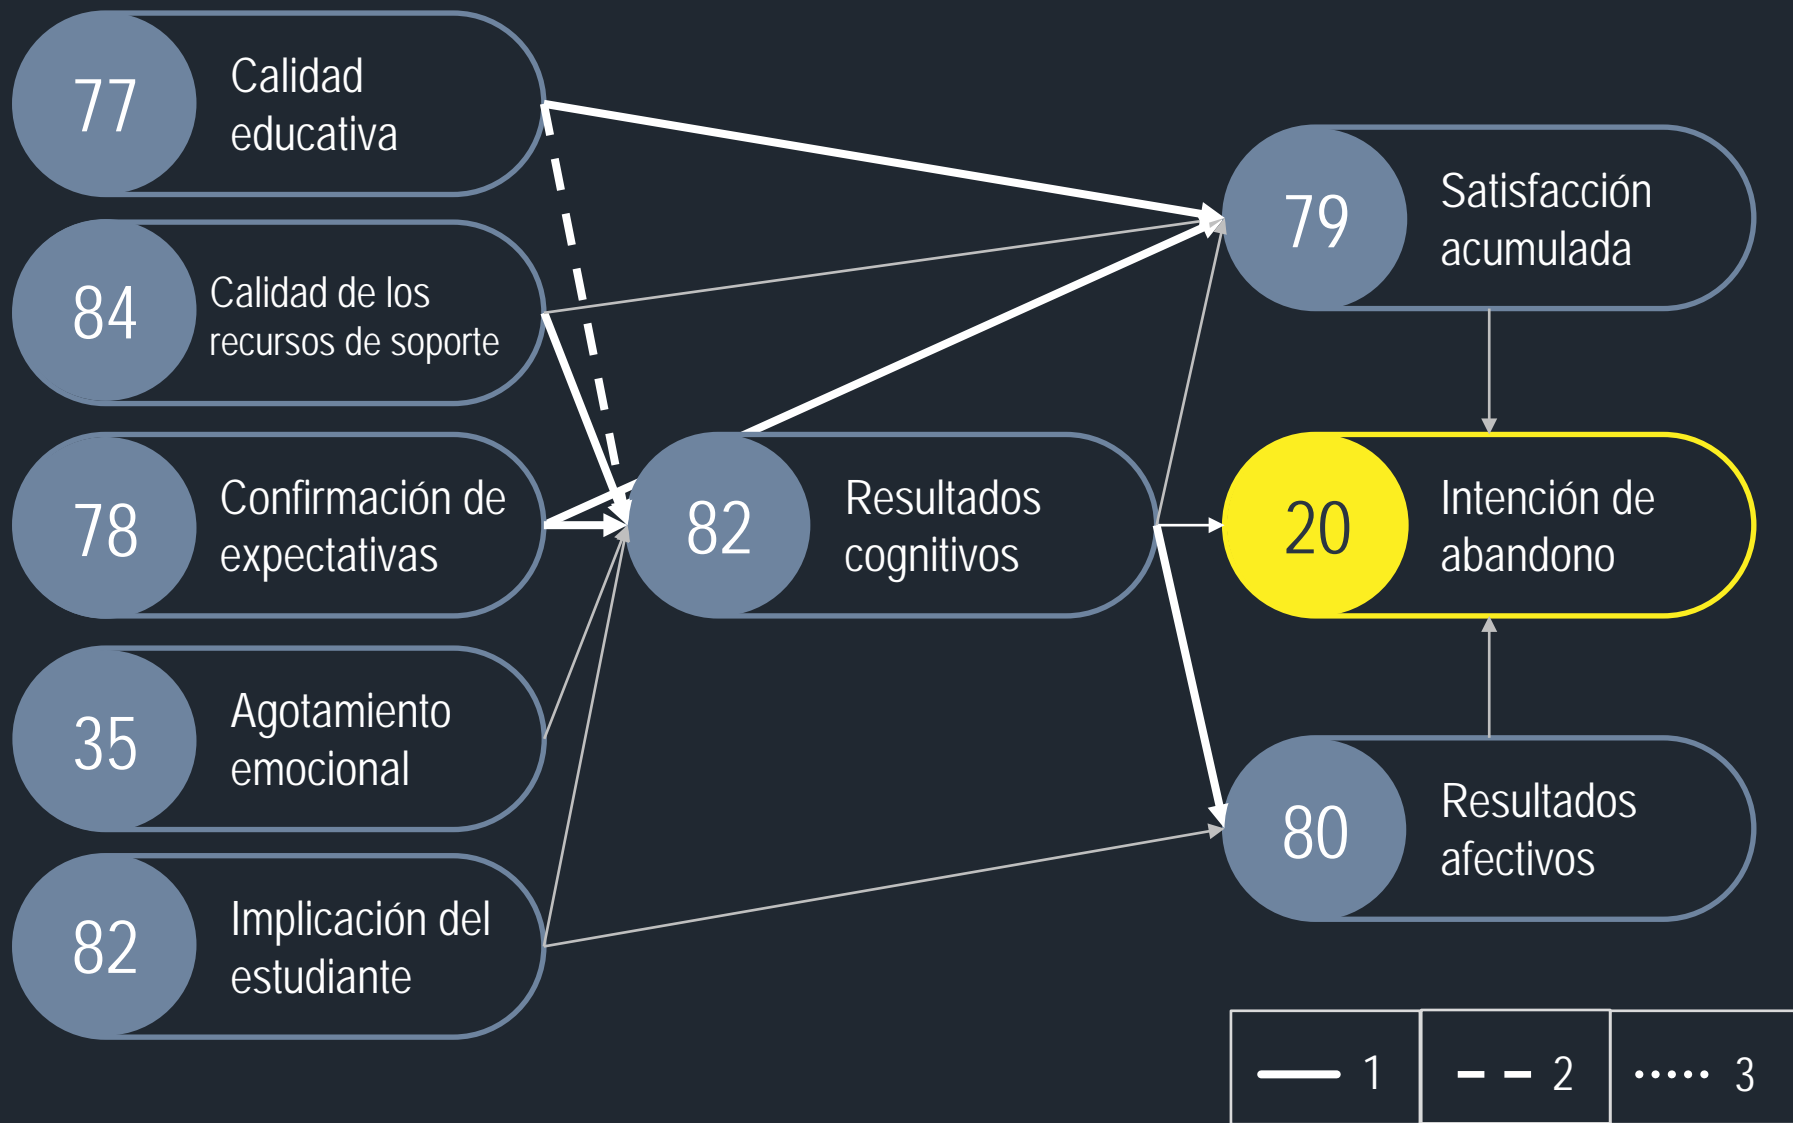 77
Calidad
educativa
84
Calidad de los
recursos de soporte
78
Confirmación de
expectativas
35
Agotamiento
emocional
82
Implicación del
estudiante
82
Resultados
cognitivos
79
Satisfacción
acumulada
20
Intención de
abandono
80
Resultados
afectivos
1
2
3